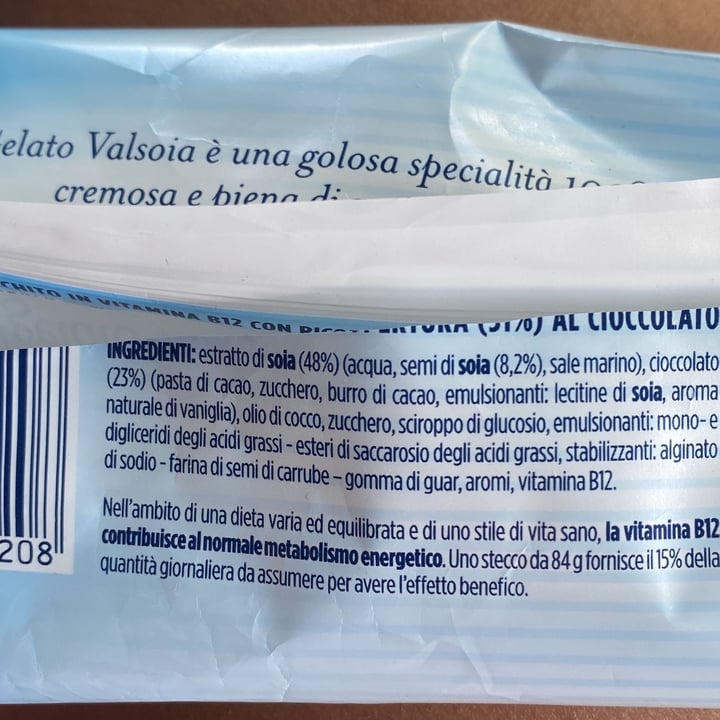 elato Valsoia è una golosa specialità
cremosa e piena di
CHITO IN VITAMINA B12 CON (31%) AL CIOCCOLATO
INGREDIENTI: estratto di soia (48%) (acqua, semi di soia (8,2%), sale marino), cioccolato
(23%) (pasta di cacao, zucchero, burro di cacao, emulsionanti: lecitine di soia, aroma
naturale di vaniglia), olio di cocco, zucchero, sciroppo di glucosio, emulsionanti: mono- e
digliceridi degli acidi grassi - esteri di saccarosio degli acidi grassi, stabilizzanti: alginato
di sodio - farina di semi di carrube – gomma di guar, aromi, vitamina B12.
Nell'ambito di una dieta varia ed equilibrata e di uno stile di vita sano, la vitamina B12
contribuisce al normale metabolismo energetico. Uno stecco da 84 g fornisce il 15% della
quantità giornaliera da assumere per avere l'effetto benefico.
208